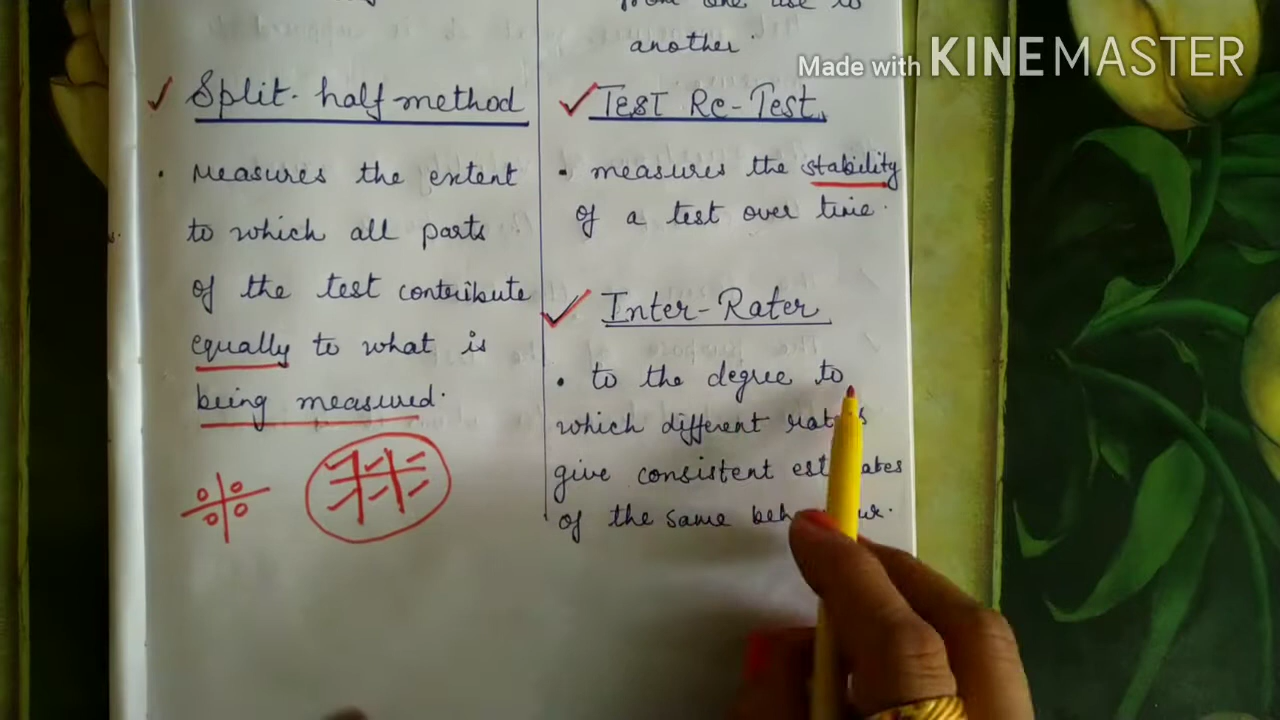 Made with KINEMASTER
Split-half method
• Measures the extent
to which all parts
of the test contribute
equally to what is
being measured.
another.
TEST Re-Test
• measures the stability
of a test over time.
Inter-Rater
• to the degree to
which different
give consistent
of the same